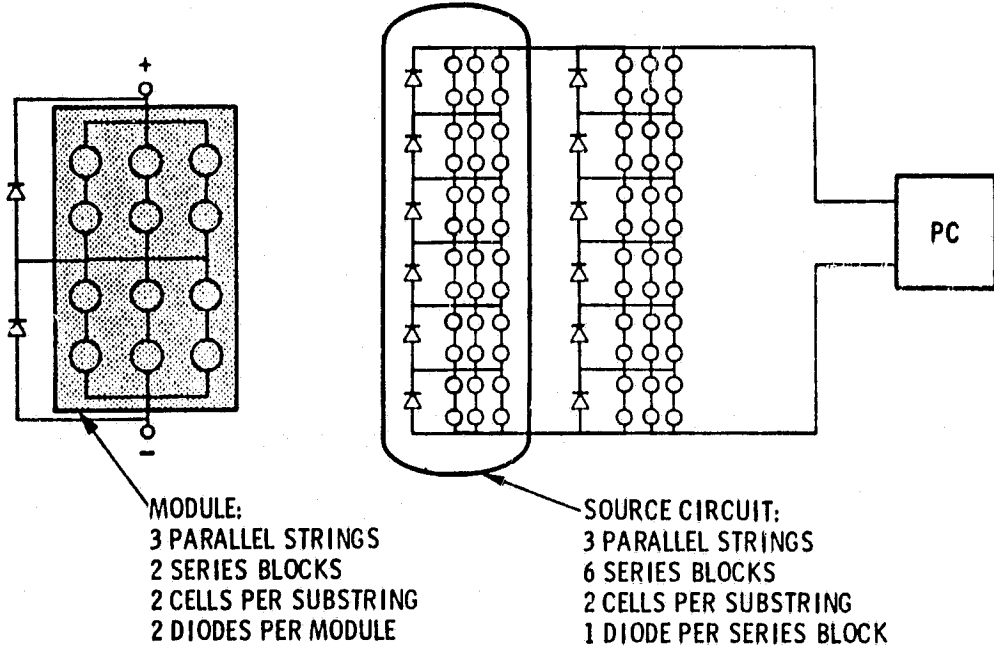 +
−
PC
MODULE:
3 PARALLEL STRINGS
2 SERIES BLOCKS
2 CELLS PER SUBSTRING
2 DIODES PER MODULE
SOURCE CIRCUIT:
3 PARALLEL STRINGS
6 SERIES BLOCKS
2 CELLS PER SUBSTRING
1 DIODE PER SERIES BLOCK